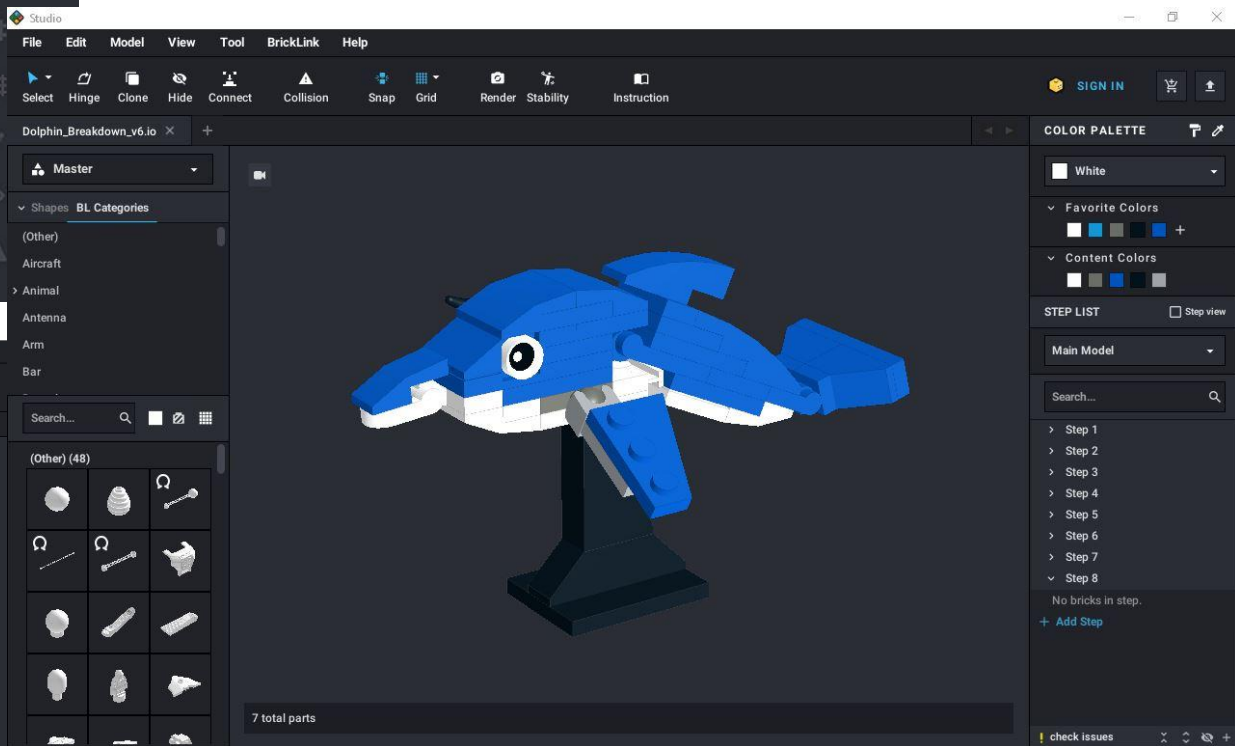 Studio
File Edit Model View Tool BrickLink Help
Select Hinge Clone Hide Connect Collision Snap Grid Render Stability Instruction
SIGN IN
Dolphin_Breakdown_v6.io
Master
Shapes BL Categories
(Other)
Aircraft
Animal
Antenna
Arm
Bar
Search...
(Other) (48)
7 total parts
COLOR PALETTE
White
Favorite Colors
Content Colors
STEP LIST Step view
Main Model
Search...
Step 1
Step 2
Step 3
Step 4
Step 5
Step 6
Step 7
Step 8
No bricks in step.
+ Add Step
! check issues